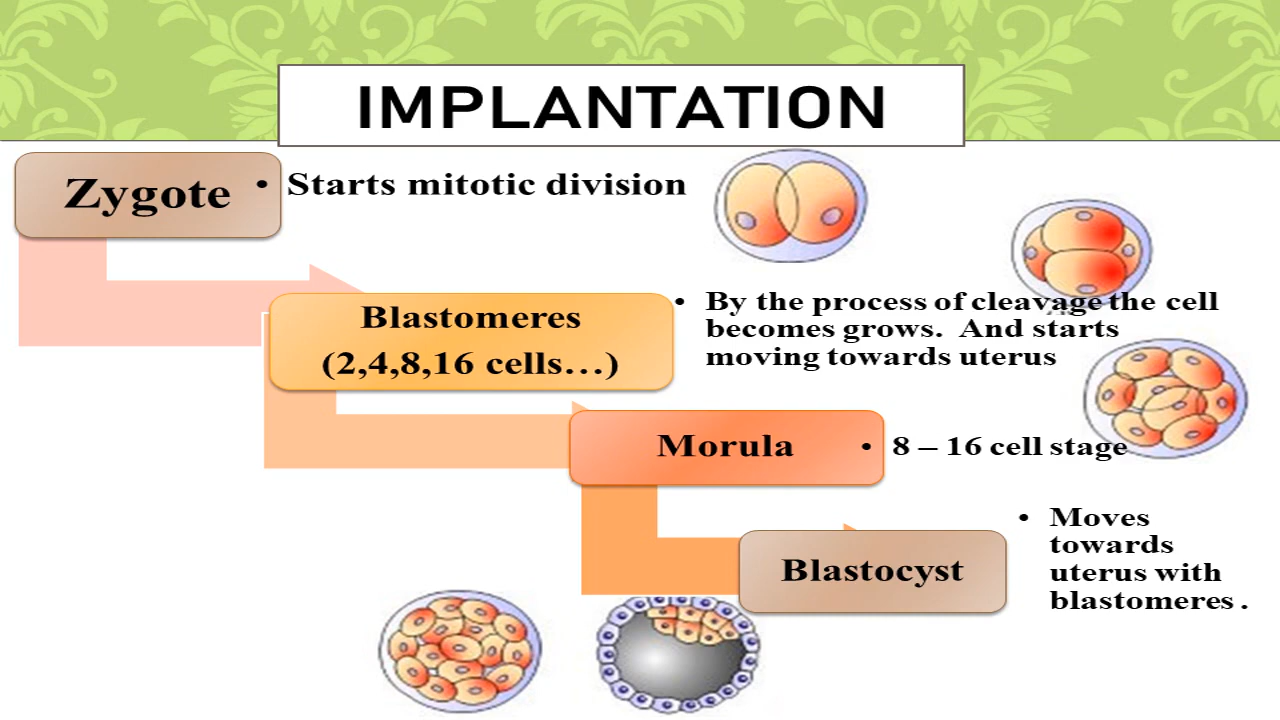 IMPLANTATION
Zygote
• Starts mitotic division
Blastomeres
(2,4,8,16 cells...)
• By the process of cleavage the cell
becomes grows. And starts
moving towards uterus
Morula
• 8 – 16 cell stage
Blastocyst
• Moves
towards
uterus with
blastomeres .